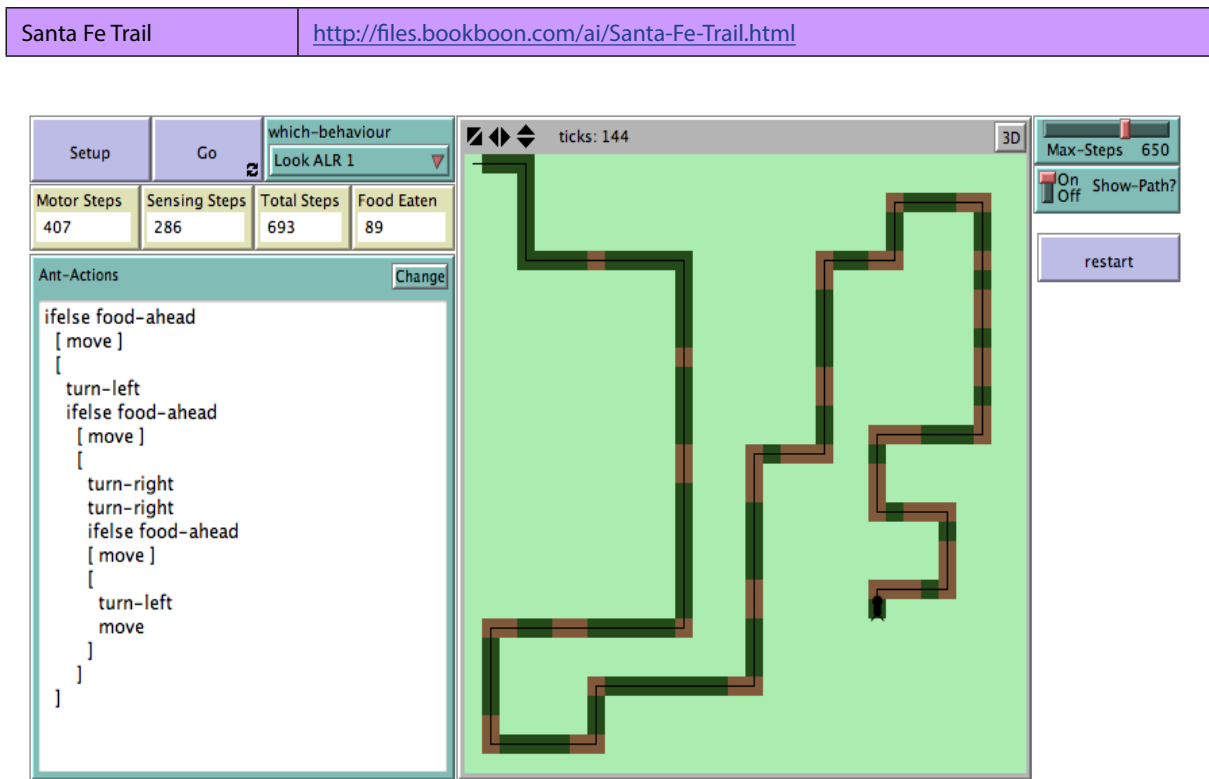 Santa Fe Trail
http://files.bookboon.com/ai/Santa-Fe-Trail.html
Setup
Go
which-behaviour
Look ALR 1
ticks: 144
3D
Max-Steps 650
On
Off
Show-Path?
restart
Motor Steps
407
Sensing Steps
286
Total Steps
693
Food Eaten
89
Ant-Actions
Change
ifelse food-ahead
[ move ]
[
turn-left
ifelse food-ahead
[ move ]
[
turn-right
turn-right
ifelse food-ahead
[ move ]
[
turn-left
move
]
]
]